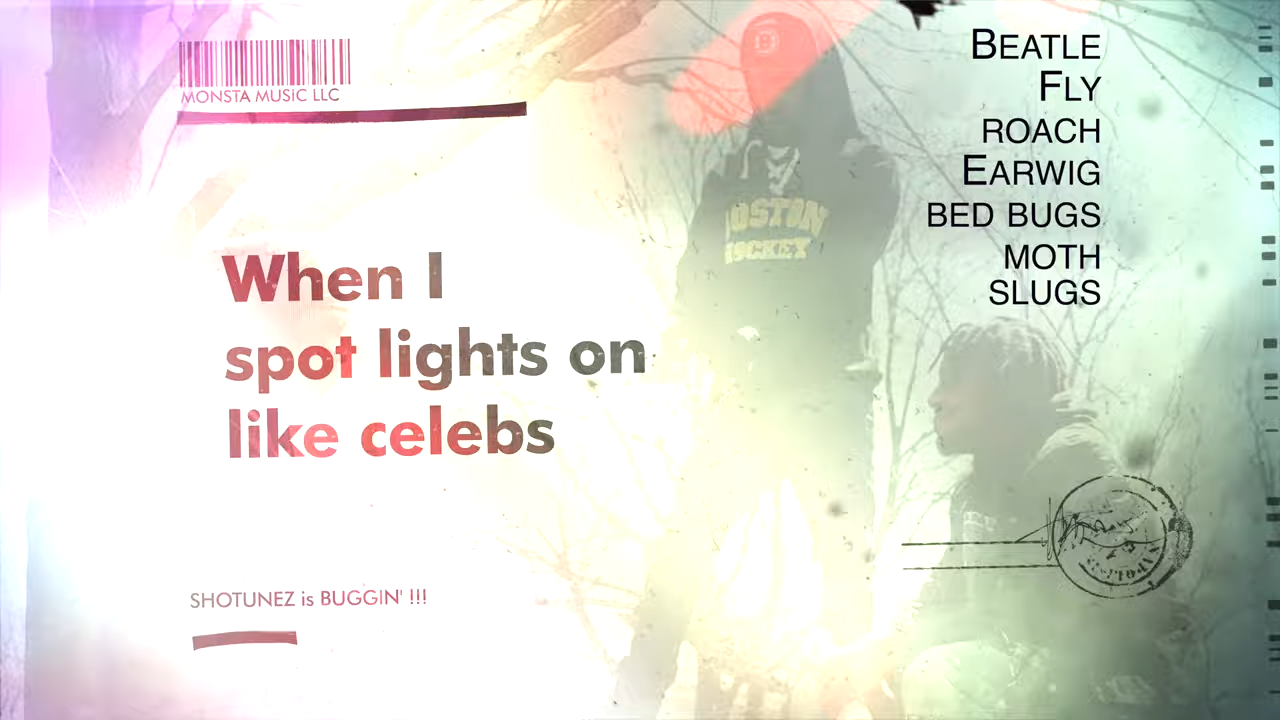 MONSTA MUSIC LLC
When I
spot lights on
like celebs
SHOTUNEZ is BUGGIN' !!!
B
BOSTON
HOCKEY
BEATLE
FLY
ROACH
EARWIG
BED BUGS
MOTH
SLUGS